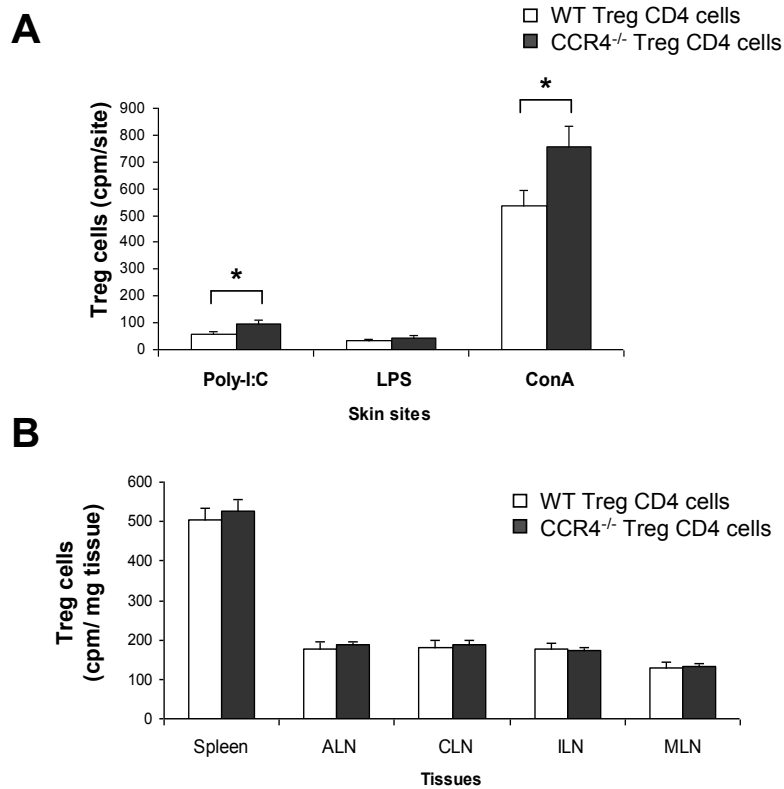 A
WT Treg CD4 cells
CCR4-/- Treg CD4 cells
Treg cells (cpm/site)
900
800
700
600
500
400
300
200
100
0
*
*
Poly-I:C LPS ConA
Skin sites
B
WT Treg CD4 cells
CCR4-/- Treg CD4 cells
Treg cells
(cpm/ mg tissue)
600
500
400
300
200
100
0
Spleen ALN CLN ILN MLN
Tissues